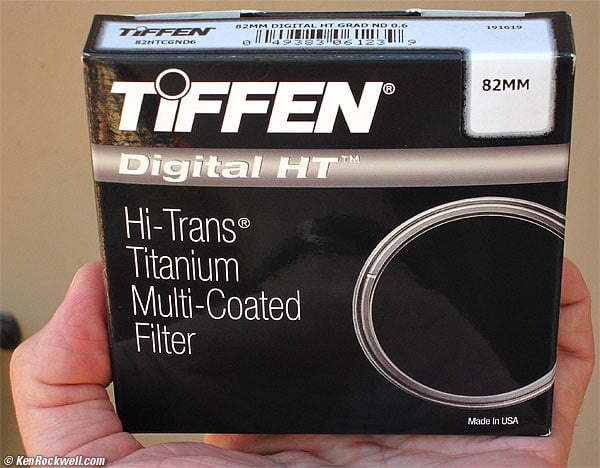 TIFFEN 82MM DIGITAL HT GRAD ND 0.6 191619
82HTCGND6 0 49383 06123 9
TiFFEN® 82MM
Digital HT™
Hi-Trans®
Titanium
Multi-Coated
Filter
Made in USA
© KenRockwell.com